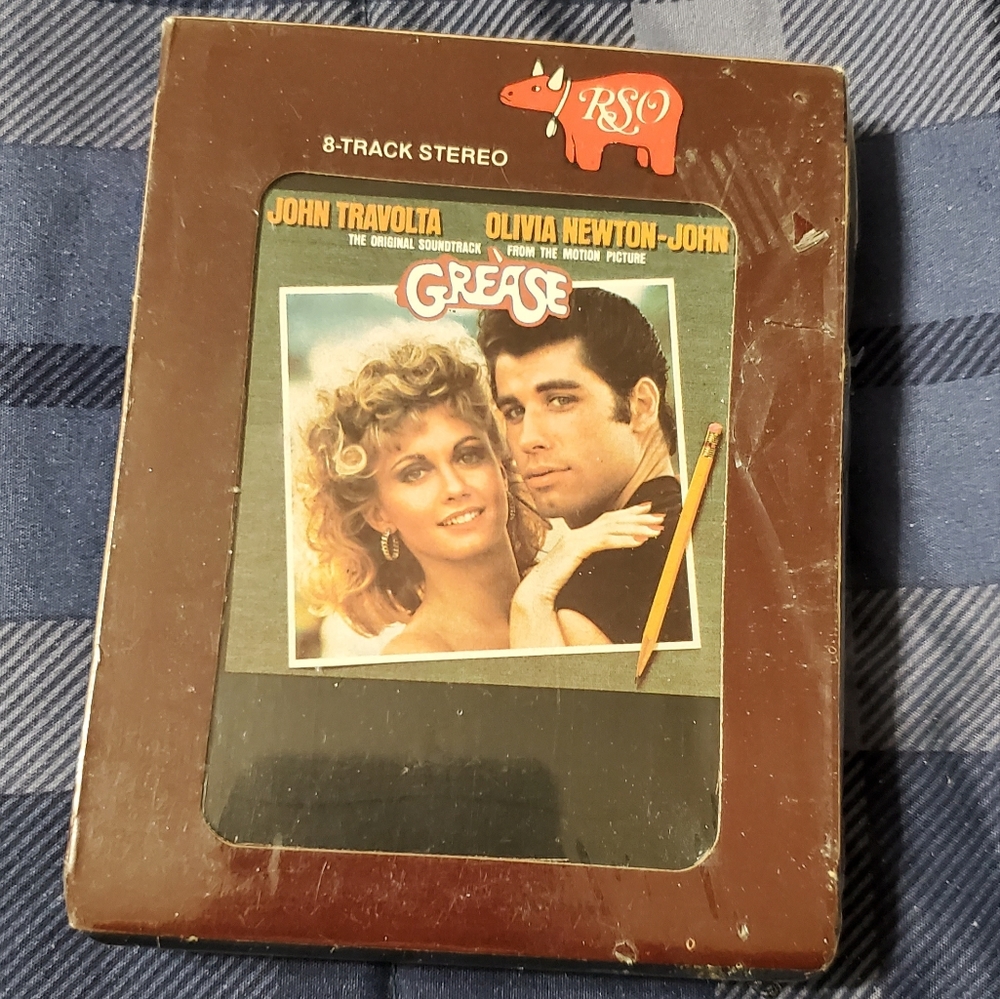 RSO
8-TRACK STEREO
JOHN TRAVOLTA OLIVIA NEWTON-JOHN
THE ORIGINAL SOUNDTRACK FROM THE MOTION PICTURE
GREASE